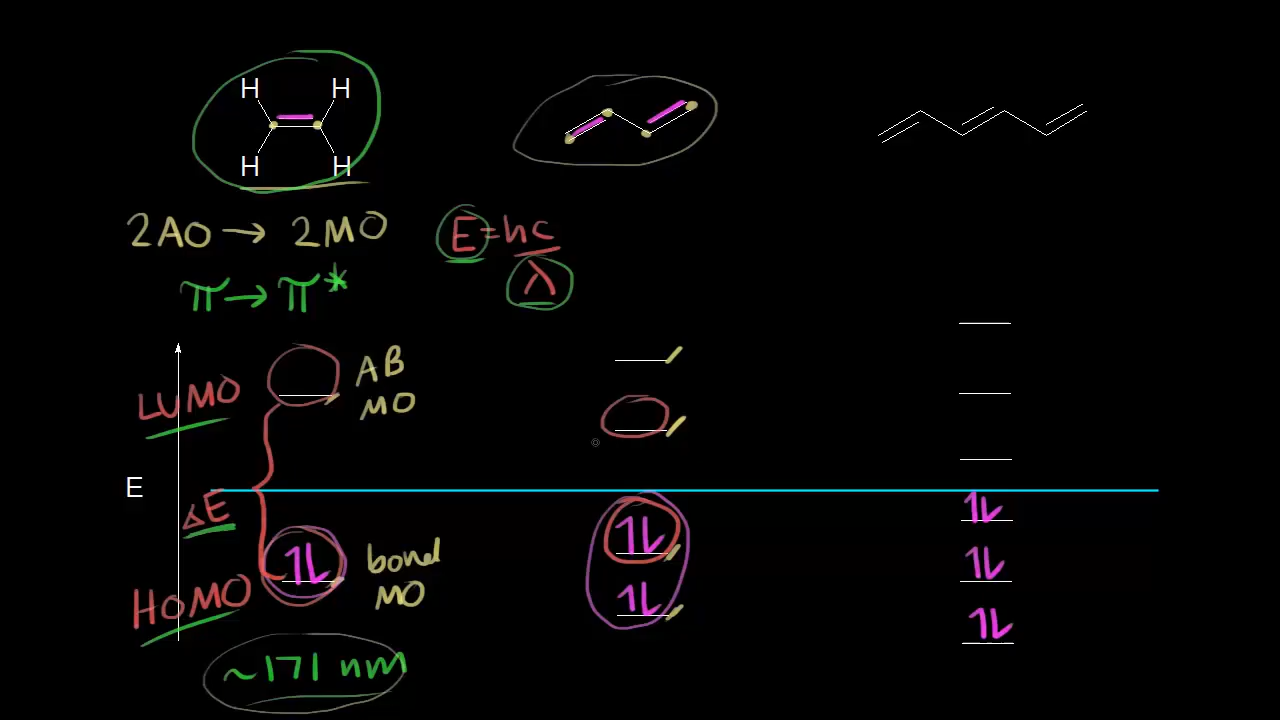 H H
H H
2AO → 2MO
E = hc
λ
π → π*
LUMO
AB
MO
E
ΔE
HOMO
bond
MO
~171 nm